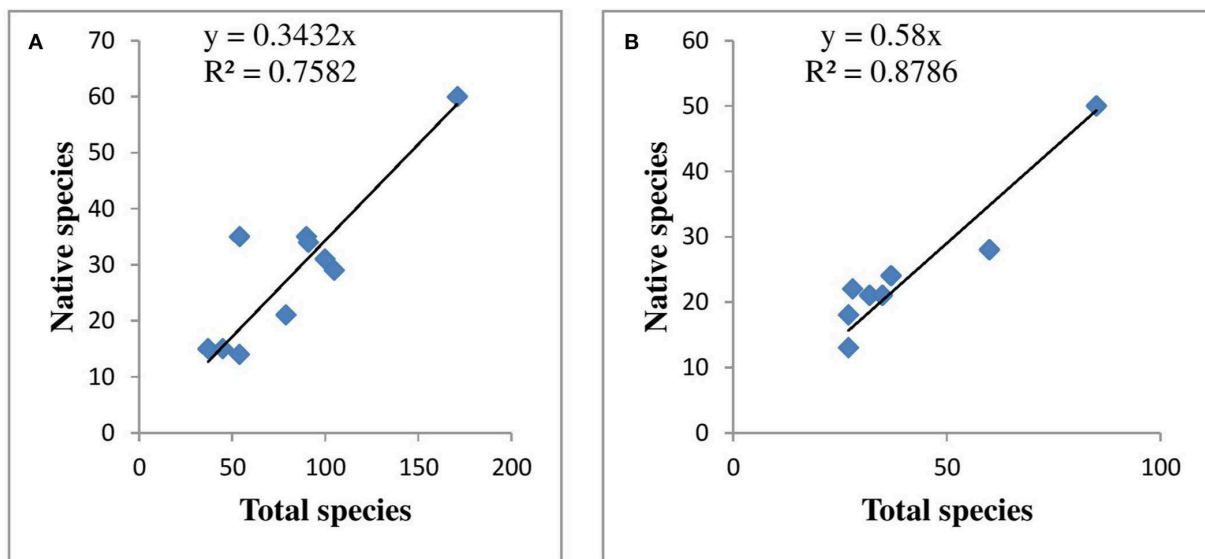 A
y = 0.3432x
R² = 0.7582
70
60
50
40
30
20
10
0
Native species
0 50 100 150 200
Total species
B
y = 0.58x
R² = 0.8786
60
50
40
30
20
10
0
Native species
0 50 100
Total species